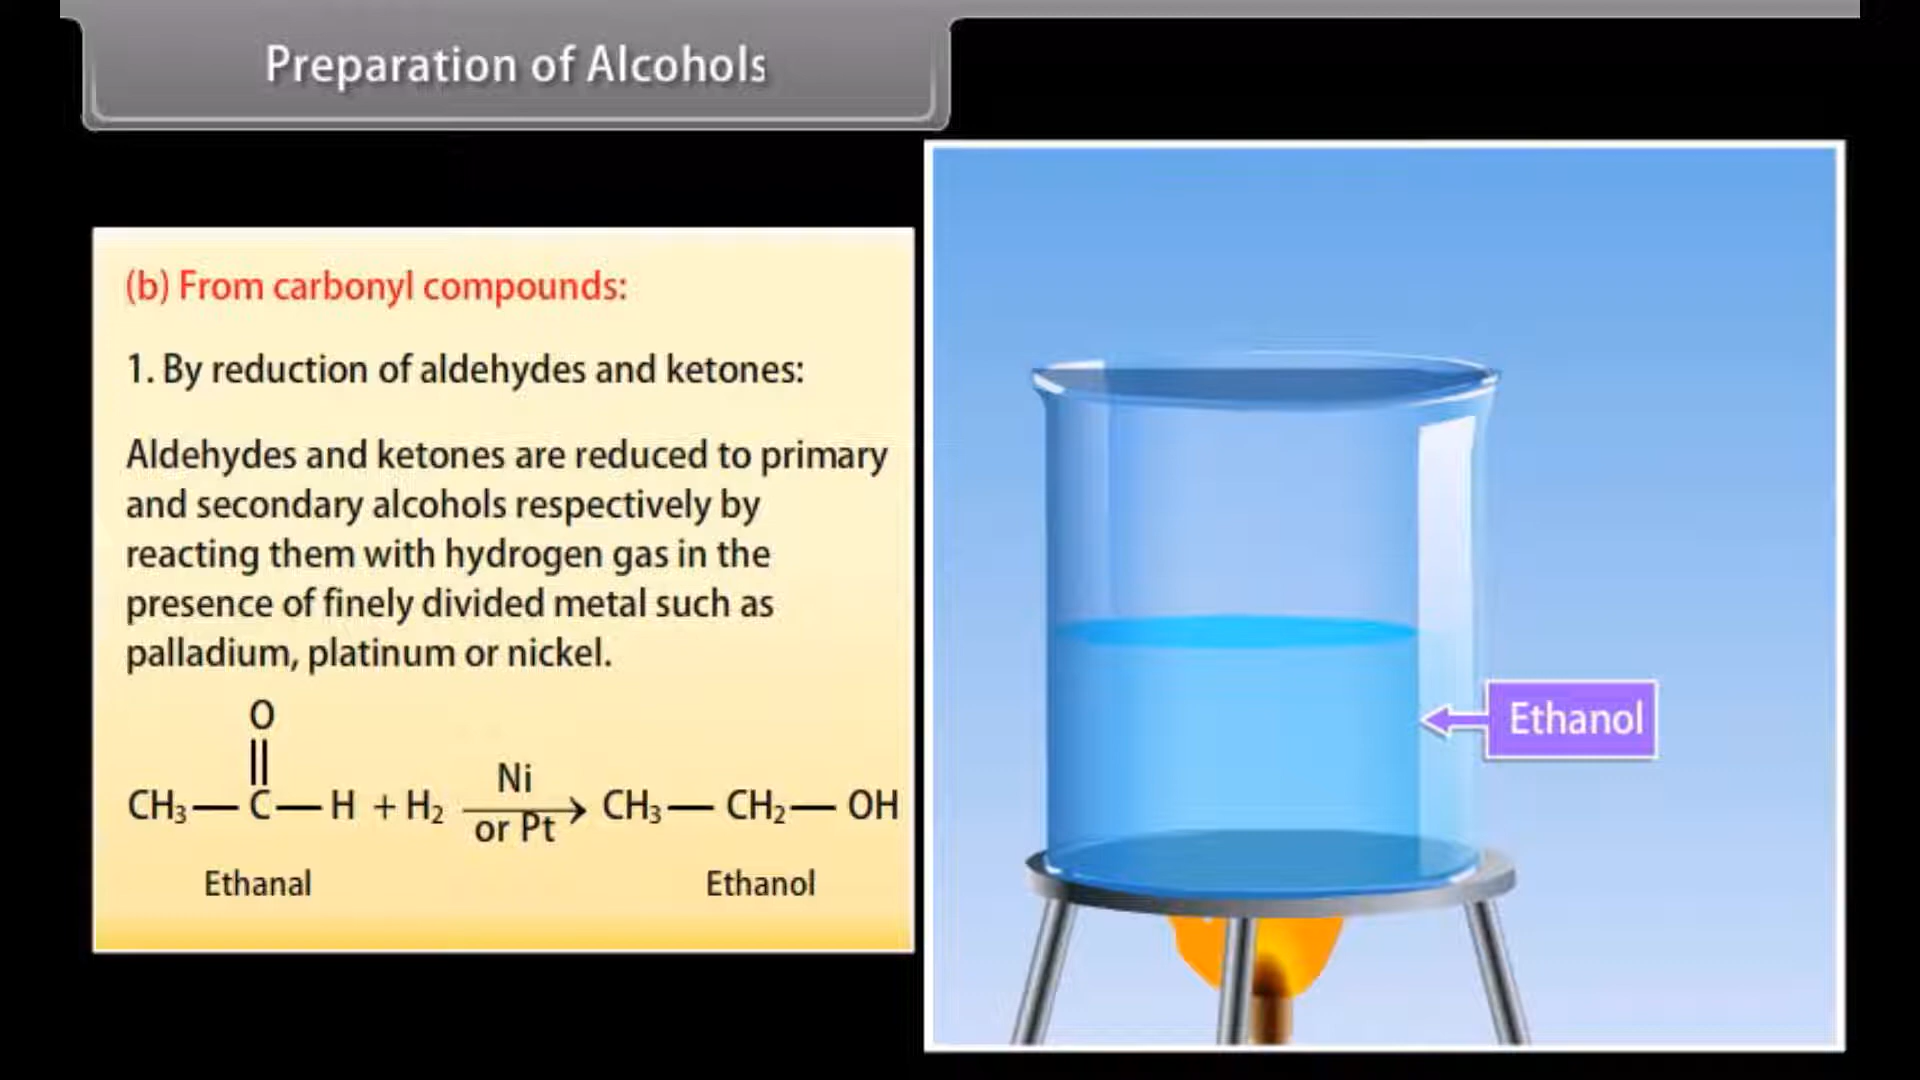 Preparation of Alcohols
(b) From carbonyl compounds:
1. By reduction of aldehydes and ketones:
Aldehydes and ketones are reduced to primary
and secondary alcohols respectively by
reacting them with hydrogen gas in the
presence of finely divided metal such as
palladium, platinum or nickel.
O
||
Ni
CH₃—C—H + H₂ → CH₃—CH₂—OH
or Pt
Ethanal Ethanol
Ethanol